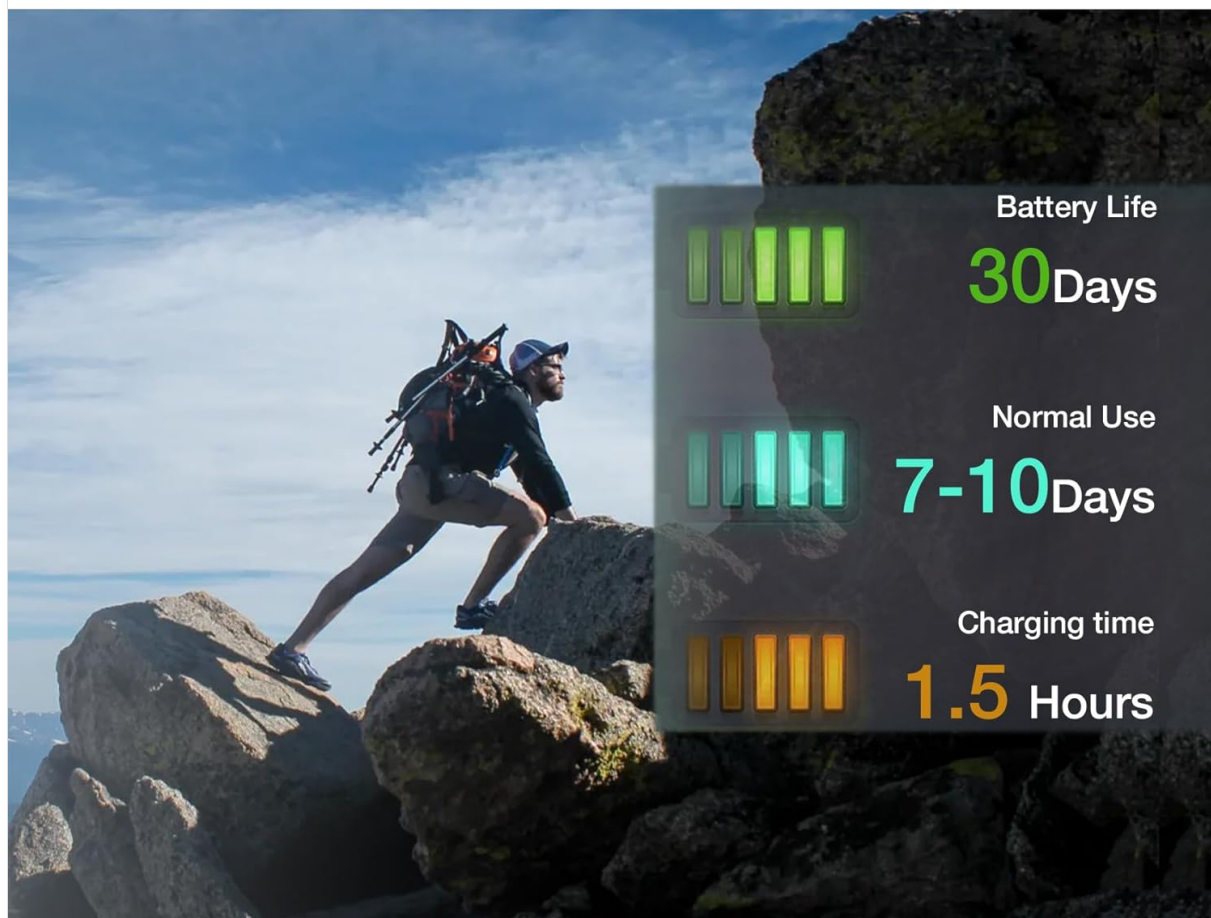 Battery Life
30Days
Normal Use
7-10Days
Charging time
1.5 Hours